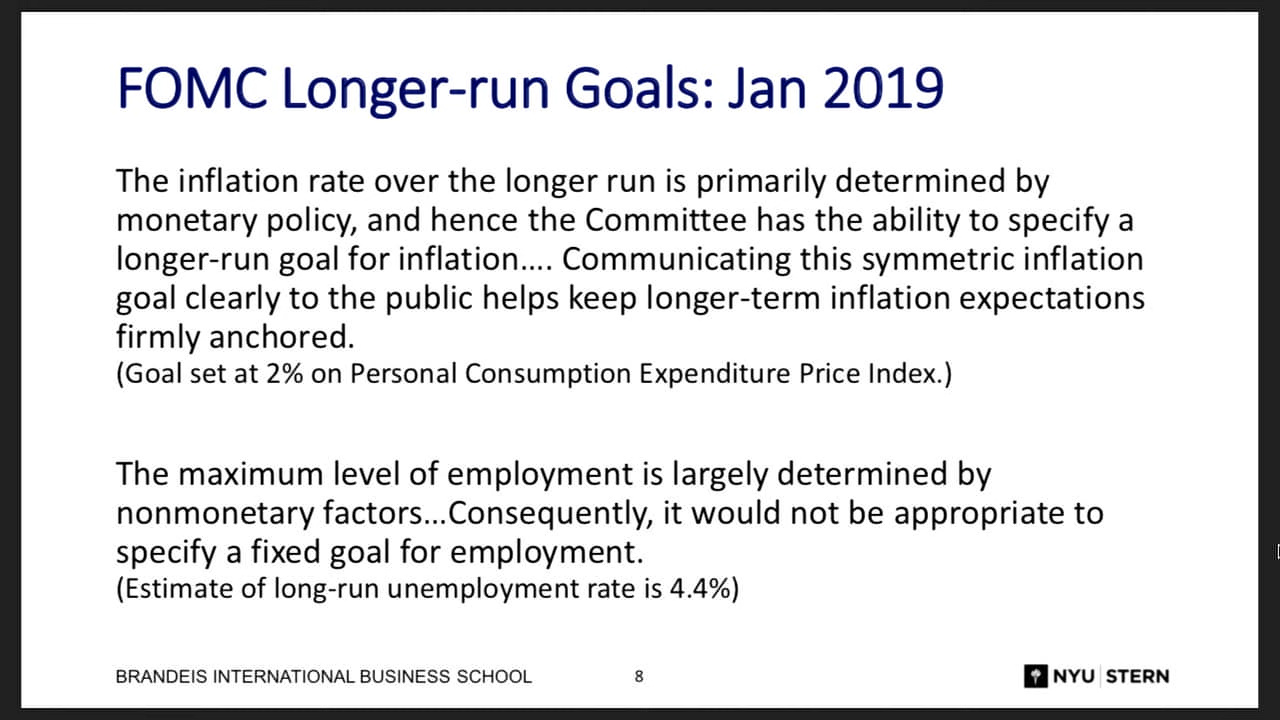 FOMC Longer-run Goals: Jan 2019
The inflation rate over the longer run is primarily determined by
monetary policy, and hence the Committee has the ability to specify a
longer-run goal for inflation…. Communicating this symmetric inflation
goal clearly to the public helps keep longer-term inflation expectations
firmly anchored.
(Goal set at 2% on Personal Consumption Expenditure Price Index.)
The maximum level of employment is largely determined by
nonmonetary factors…Consequently, it would not be appropriate to
specify a fixed goal for employment.
(Estimate of long-run unemployment rate is 4.4%)
BRANDEIS INTERNATIONAL BUSINESS SCHOOL 8 NYU STERN